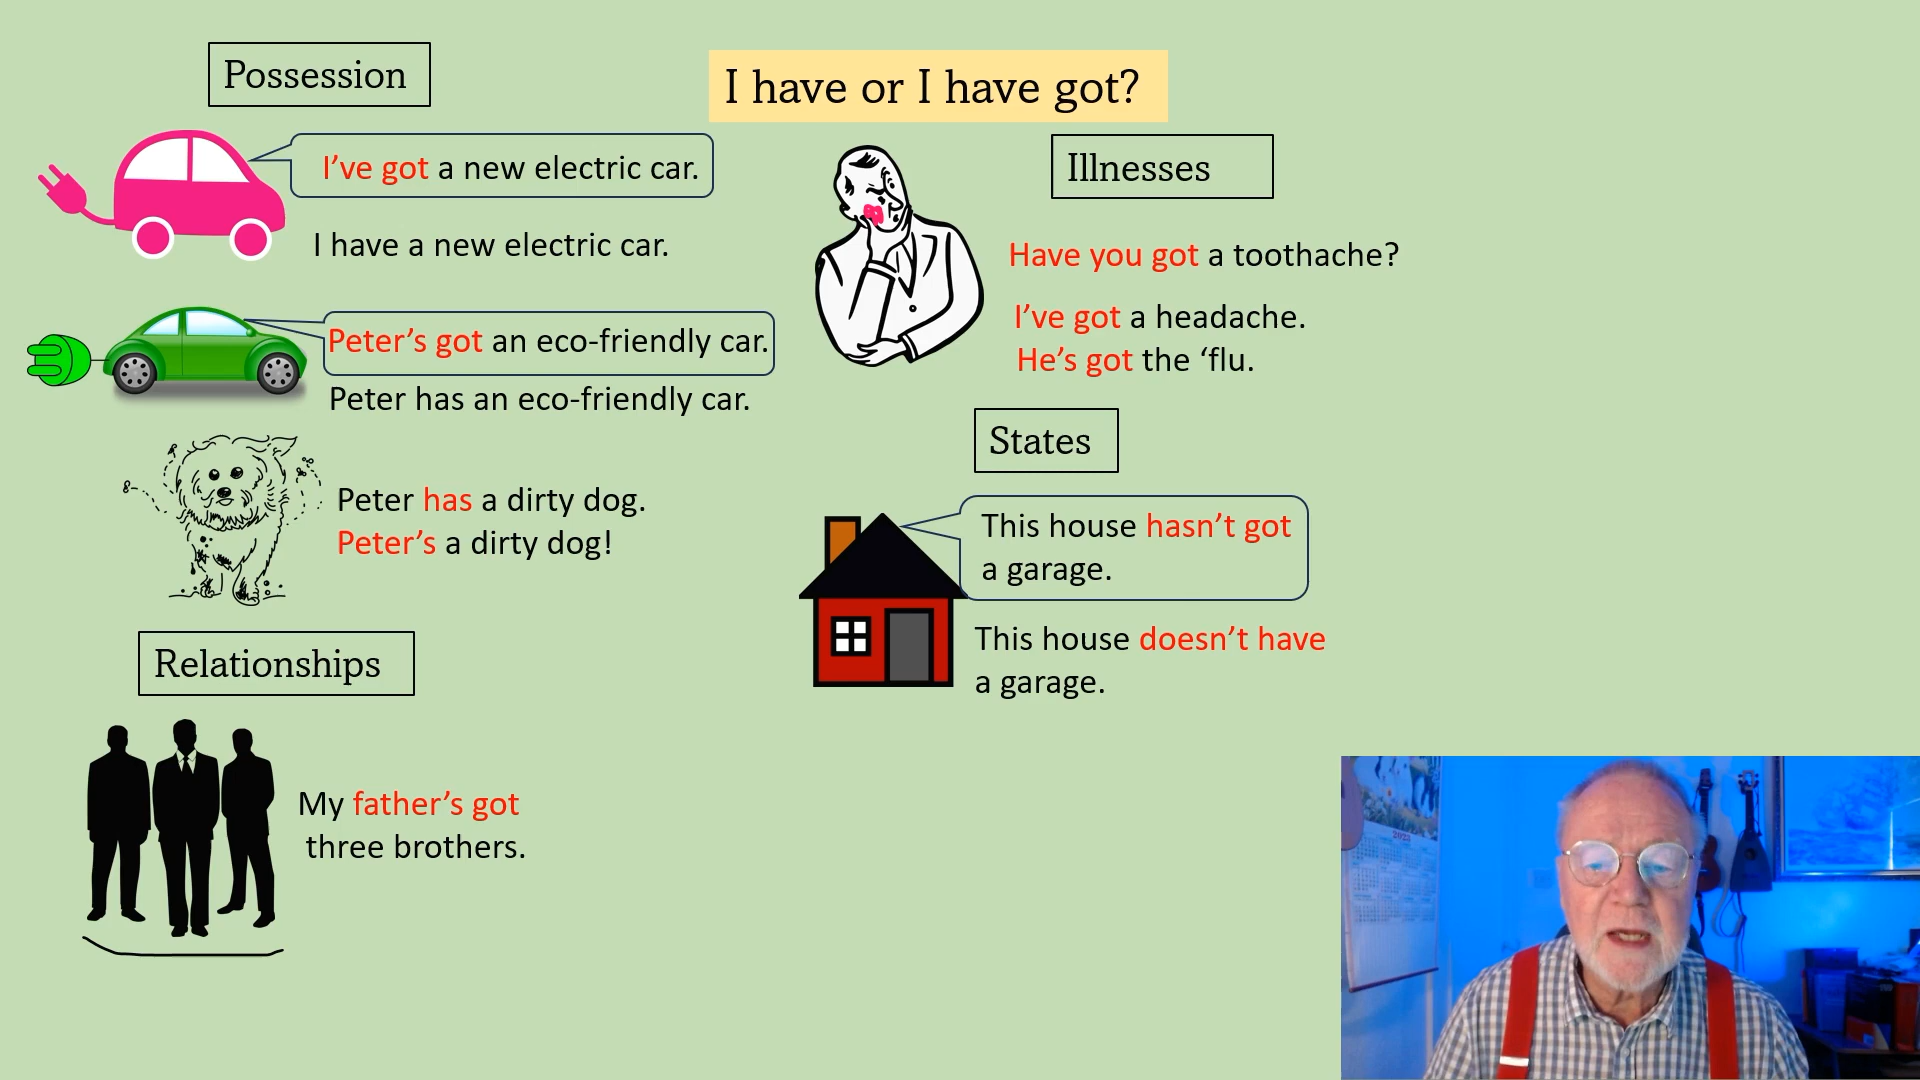 Possession
I have or I have got?
I’ve got a new electric car.
I have a new electric car.
Peter’s got an eco-friendly car.
Peter has an eco-friendly car.
Peter has a dirty dog.
Peter’s a dirty dog!
Relationships
My father’s got
three brothers.
Illnesses
Have you got a toothache?
I’ve got a headache.
He’s got the ‘flu.
States
This house hasn’t got
a garage.
This house doesn’t have
a garage.
2023